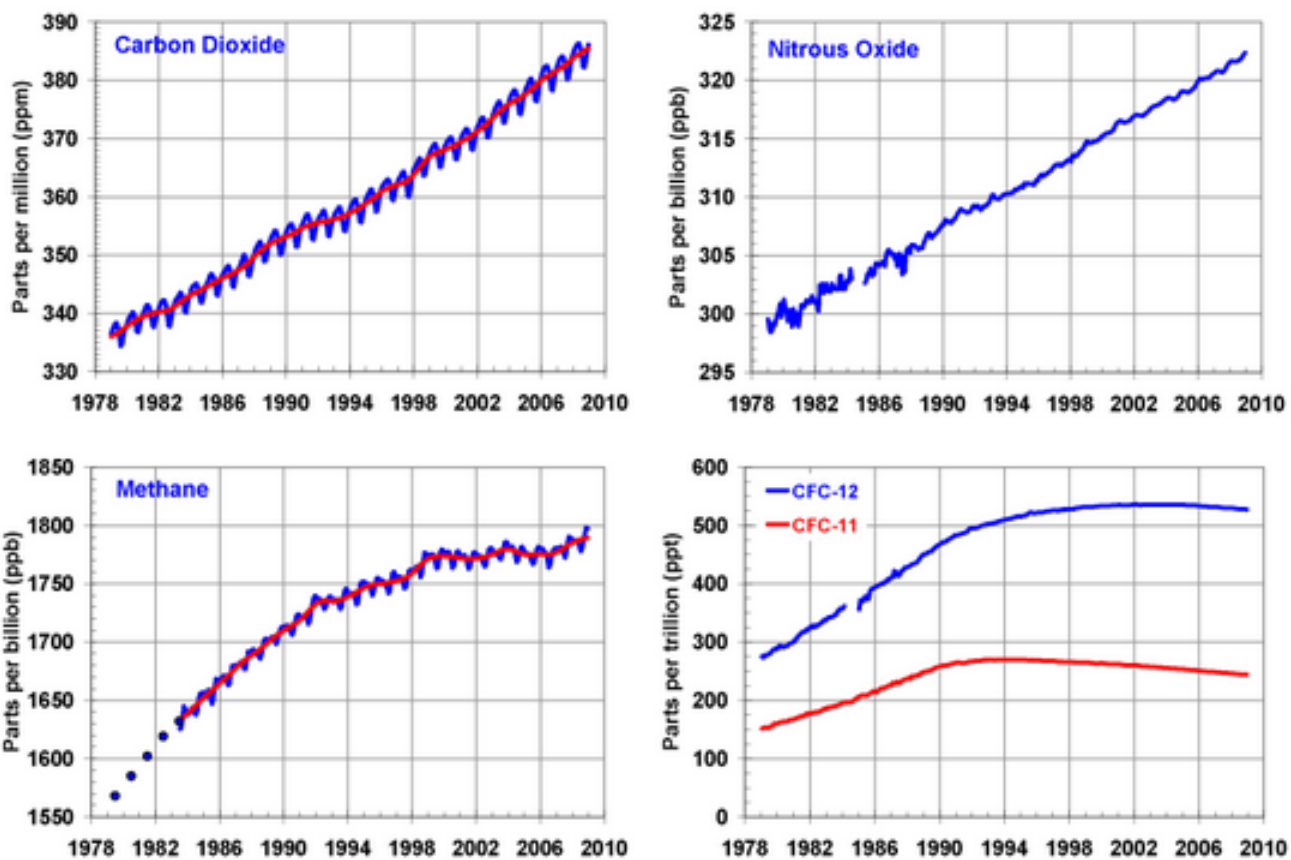 Carbon Dioxide
Parts per million (ppm)
390
380
370
360
350
340
330
1978 1982 1986 1990 1994 1998 2002 2006 2010
Nitrous Oxide
Parts per billion (ppb)
325
320
315
310
305
300
295
1978 1982 1986 1990 1994 1998 2002 2006 2010
Methane
Parts per billion (ppb)
1850
1800
1750
1700
1650
1600
1550
1978 1982 1986 1990 1994 1998 2002 2006 2010
CFC-12
CFC-11
Parts per trillion (ppt)
600
500
400
300
200
100
0
1978 1982 1986 1990 1994 1998 2002 2006 2010